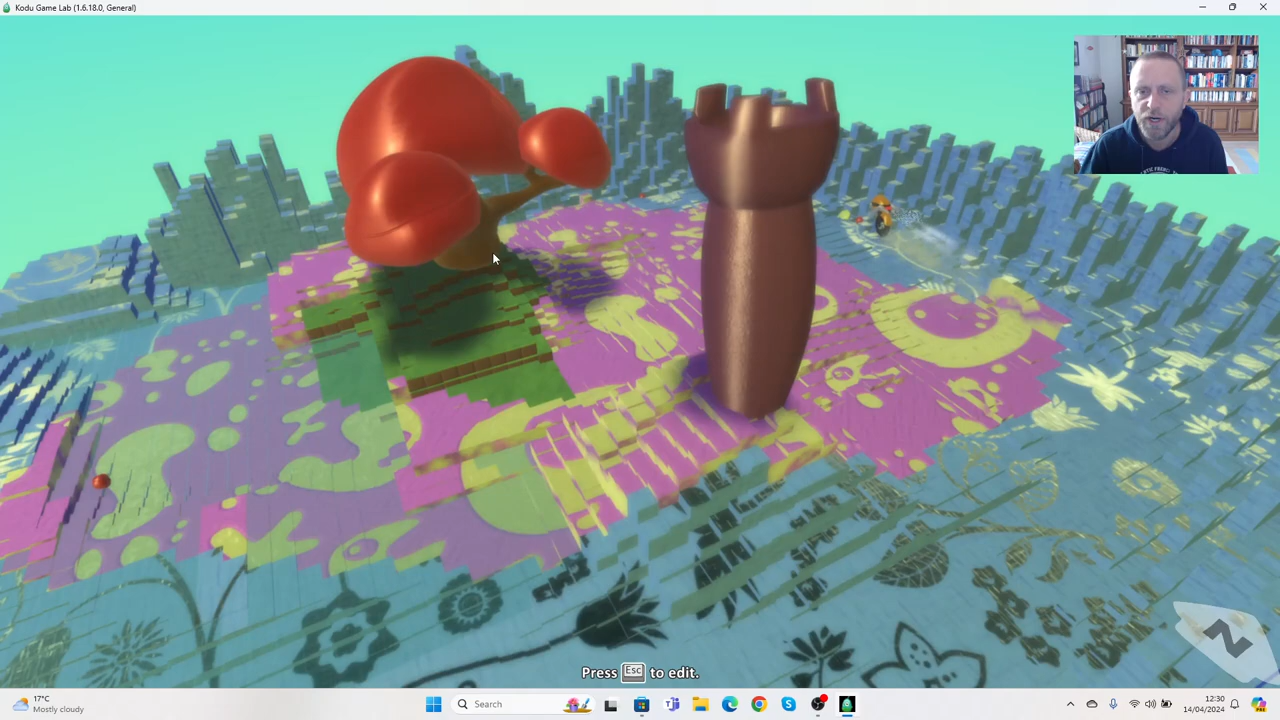 Kodu Game Lab (1.6.18.0, General)
Press Esc to edit.
17°C
Mostly cloudy
Search
12:30
14/04/2024